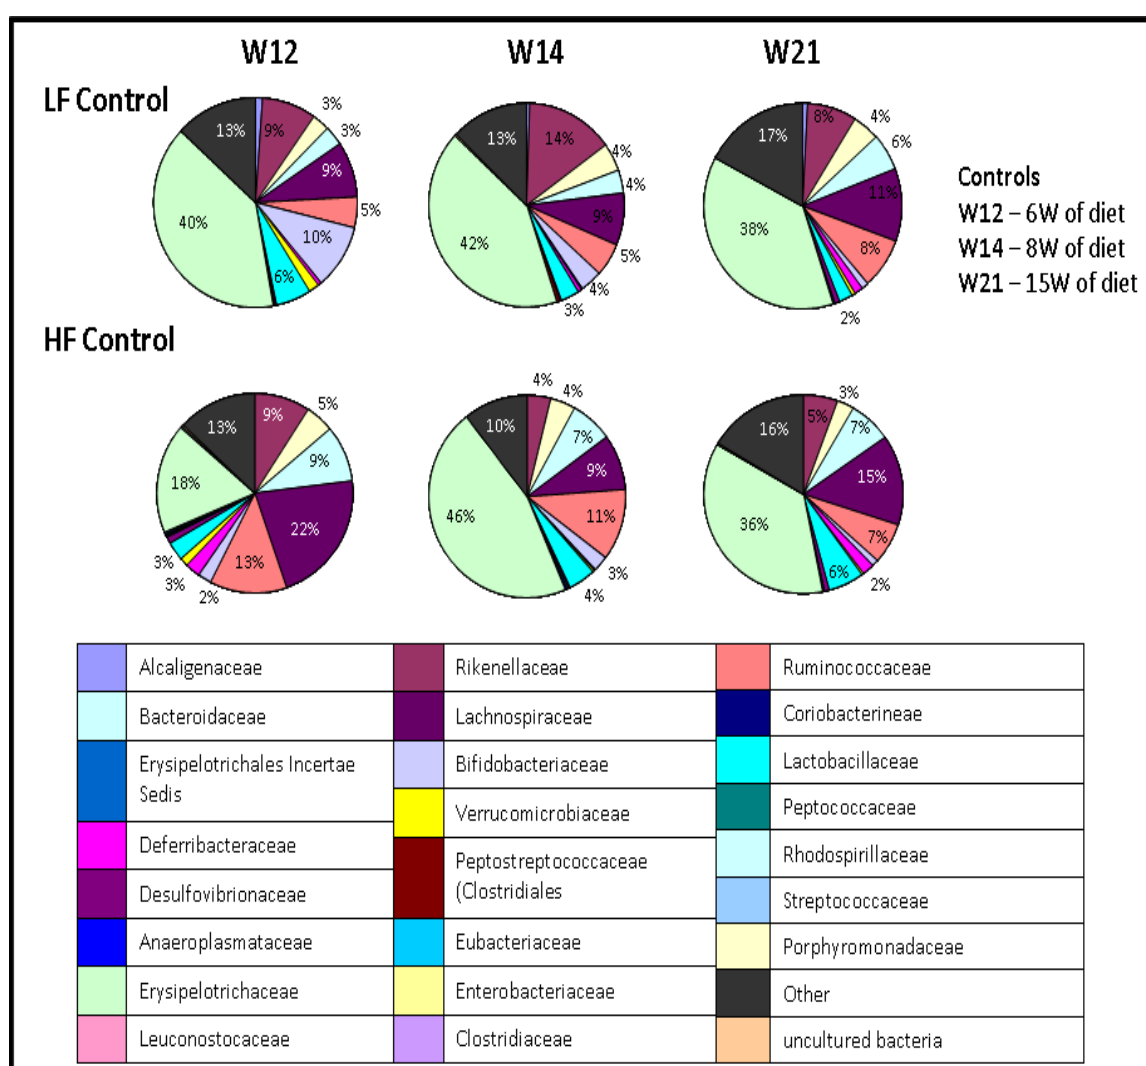 W12
W14
W21
LF Control
13%
9%
3%
3%
9%
5%
10%
6%
40%
13%
14%
4%
4%
9%
5%
4%
3%
42%
17%
8%
4%
6%
11%
8%
2%
38%
Controls
W12 – 6W of diet
W14 – 8W of diet
W21 – 15W of diet
HF Control
13%
9%
5%
9%
22%
13%
2%
3%
3%
18%
10%
4%
4%
7%
9%
11%
3%
4%
46%
16%
5%
3%
7%
15%
7%
2%
6%
36%
Alcaligenaceae
Rikenellaceae
Ruminococcaceae
Bacteroidaceae
Lachnospiraceae
Coriobacterineae
Erysipelotrichales Incertae
Sedis
Bifidobacteriaceae
Lactobacillaceae
Verrucomicrobiaceae
Peptococcaceae
Deferribacteraceae
Peptostreptococcaceae
(Clostridiales
Rhodospirillaceae
Desulfovibrionaceae
Streptococcaceae
Anaeroplasmataceae
Eubacteriaceae
Porphyromonadaceae
Erysipelotrichaceae
Enterobacteriaceae
Other
Leuconostocaceae
Clostridiaceae
uncultured bacteria